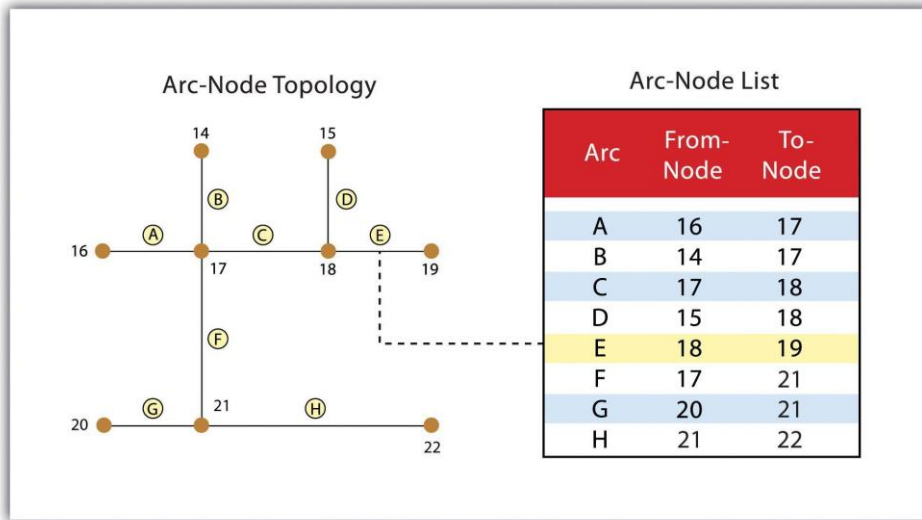 Arc-Node Topology
14
15
B
D
A
C
E
16
17
18
19
F
G
21
H
20
22
Arc-Node List
Arc From-Node To-Node
A 16 17
B 14 17
C 17 18
D 15 18
E 18 19
F 17 21
G 20 21
H 21 22